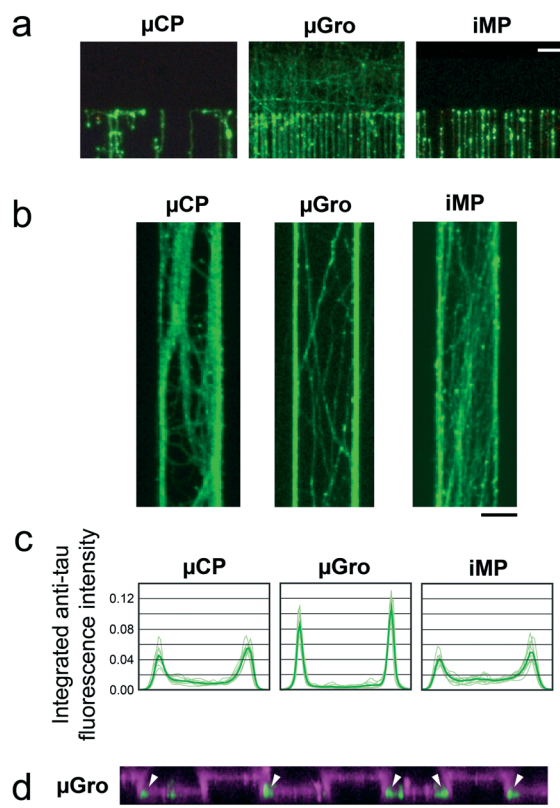 a
µCP
µGro
iMP
b
µCP
µGro
iMP
c
µCP
µGro
iMP
Integrated anti-tau
fluorescence intensity
0.12
0.08
0.04
0.00
d
µGro